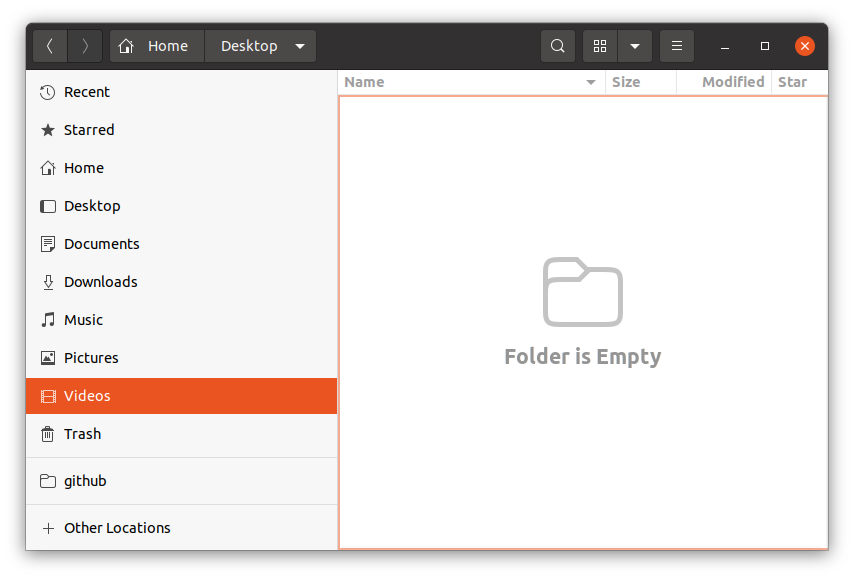 Home Desktop
Name Size Modified Star
Recent
Starred
Home
Desktop
Documents
Downloads
Music
Pictures
Videos
Trash
github
Other Locations
Folder is Empty